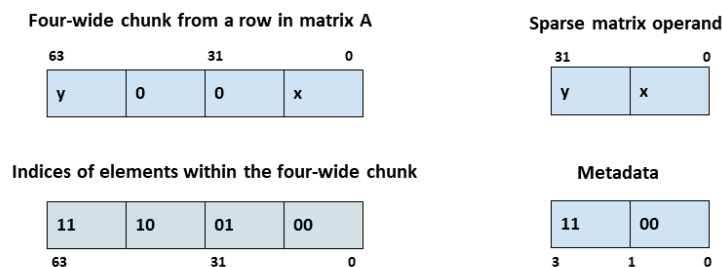 Four-wide chunk from a row in matrix A
63 31 0
y 0 0 x
Sparse matrix operand
31 0
y x
Indices of elements within the four-wide chunk
11 10 01 00
63 31 0
Metadata
11 00
3 1 0